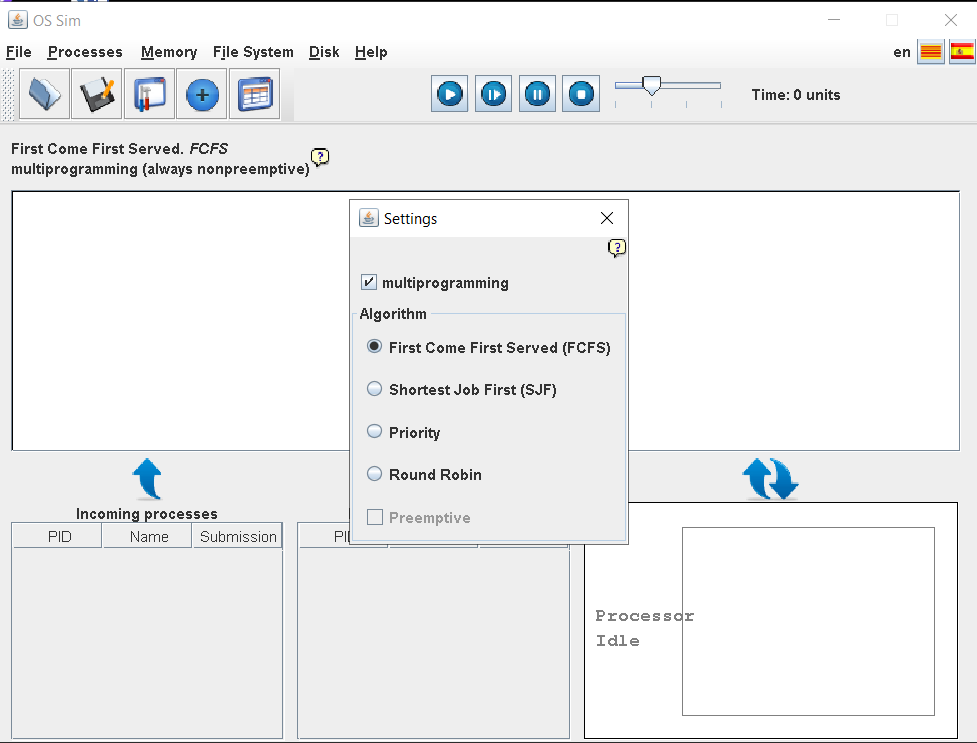 OS Sim
File Processes Memory File System Disk Help en
Time: 0 units
First Come First Served. FCFS
multiprogramming (always nonpreemptive)
?
Settings
?
multiprogramming
Algorithm
First Come First Served (FCFS)
Shortest Job First (SJF)
Priority
Round Robin
Preemptive
Incoming processes
PID Name Submission
Processor
Idle